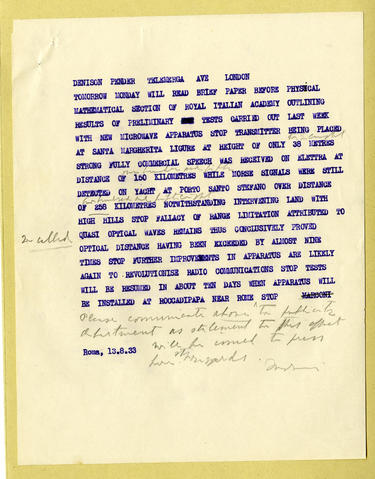 DENISON PENDER TELEMERGA AVE LONDON
TOMORROW MONDAY WILL READ BRIEF PAPER BEFORE PHYSICAL
MATHEMATICAL SECTION OF ROYAL ITALIAN ACADEMY OUTLINING
RESULTS OF PRELIMINARY TESTS CARRIED OUT LAST WEEK
WITH NEW MICROWAVE APPARATUS STOP TRANSMITTER BEING PLACED
thirtyeight
AT SANTA MARGHERITA LIGURE AT HEIGHT OF ONLY 38 METRES
STRONG FULLY COMMERCIAL SPEECH WAS RECEIVED ON ELETTRA AT
DISTANCE OF 150 KILOMETRES WHILE MORSE SIGNALS WERE STILL
DETECTED ON YACHT AT PORTO SANTO STEFANO OVER DISTANCE
OF 258 KILOMETRES NOTWITHSTANDING INTERVENING LAND WITH
HIGH HILLS STOP FALLACY OF RANGE LIMITATION ATTRIBUTED TO
so called
QUASI OPTICAL WAVES REMAINS THUS CONCLUSIVELY PROVED
OPTICAL DISTANCE HAVING BEEN EXCEEDED BY ALMOST NINE
TIMES STOP FURTHER IMPROVEMENTS IN APPARATUS ARE LIKELY
AGAIN TO REVOLUTIONISE RADIO COMMUNICATIONS STOP TESTS
WILL BE RESUMED IN ABOUT TEN DAYS WHEN APPARATUS WILL
BE INSTALLED AT ROCCADIPAPA NEAR ROME STOP MARCONI
Please communicate above to publicity
department as statement to this effect
will be issued to press
here Regards
Roma, 13.8.33